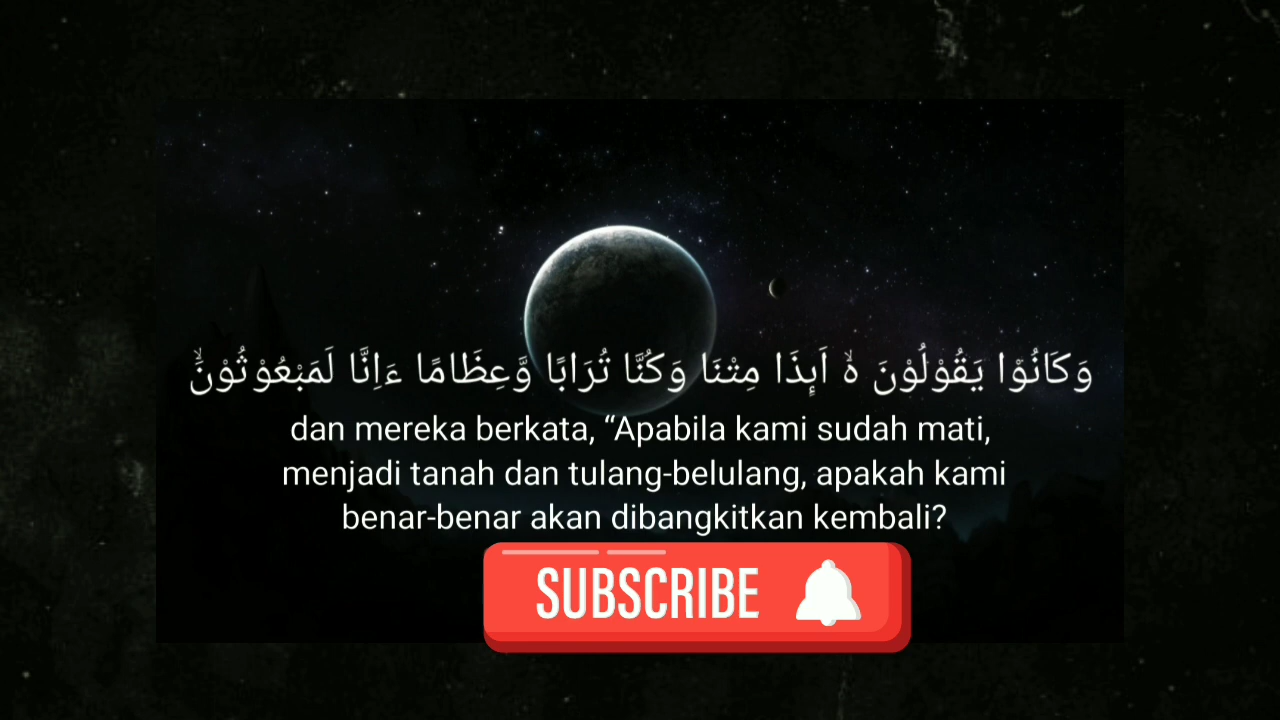 وَكَانُوْا يَقُوْلُوْنَ ەۙ اَىِٕذَا مِتْنَا وَكُنَّا تُرَابًا وَّعِظَامًا ءَاِنَّا لَمَبْعُوْثُوْنَۙ
dan mereka berkata, “Apabila kami sudah mati,
menjadi tanah dan tulang-belulang, apakah kami
benar-benar akan dibangkitkan kembali?
SUBSCRIBE